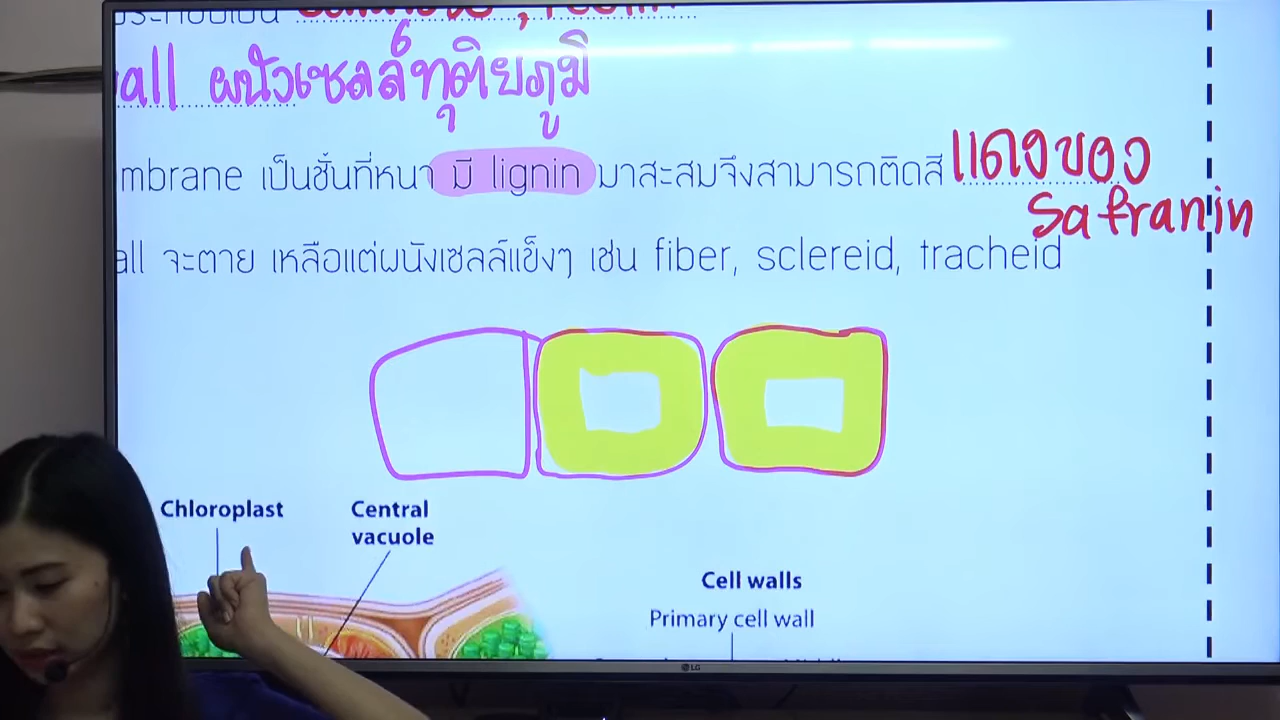 all ผนังเซลล์ทุติยภูมิ
mbrane เป็นชั้นที่หนา มี lignin มาสะสมจึงสามารถติดสี แดงของ
Safranin
all จะตาย เหลือแต่ผนังเซลล์แข็งๆ เช่น fiber, sclereid, tracheid
Chloroplast
Central
vacuole
Cell walls
Primary cell wall
LG